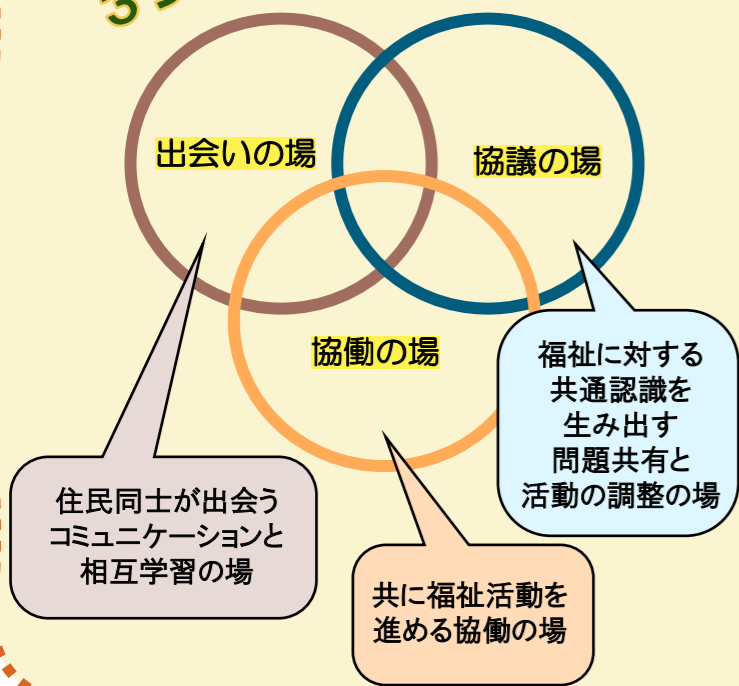 出会いの場
協議の場
協働の場
福祉に対する
共通認識を
生み出す
問題共有と
活動の調整の場
住民同士が出会う
コミュニケーションと
相互学習の場
共に福祉活動を
進める協働の場